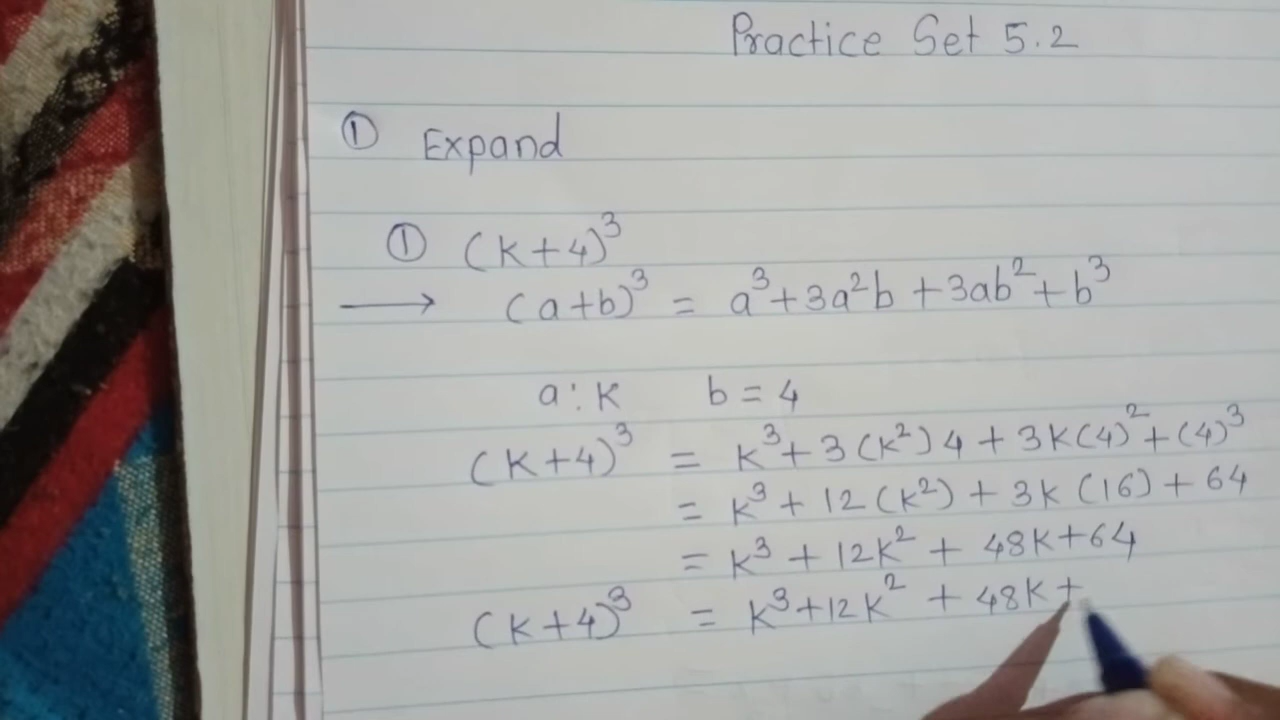 Practice Set 5.2
① Expand
① (k+4)³
⟶ (a+b)³ = a³+3a²b+3ab²+b³
a:k b=4
(k+4)³ = k³+3(k²)4+3k(4)²+(4)³
= k³+12(k²)+3k(16)+64
= k³+12k²+48k+64
(k+4)³ = k³+12k²+48k+